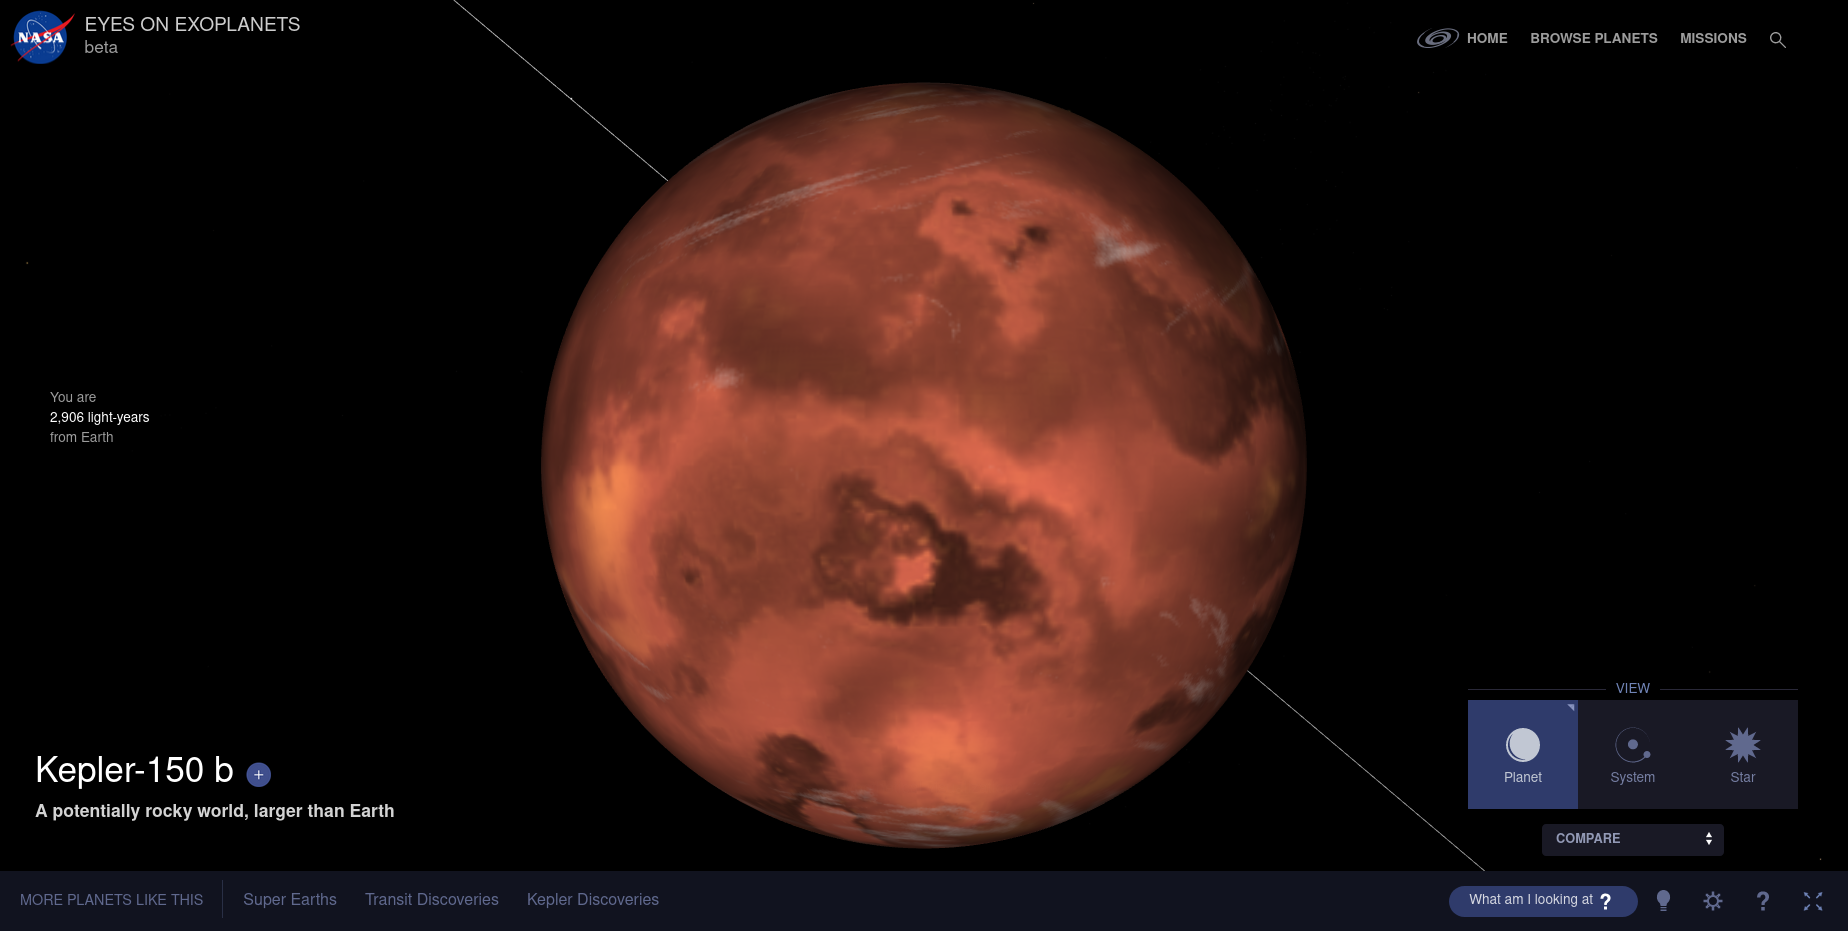 NASA
EYES ON EXOPLANETS
beta
HOME
BROWSE PLANETS
MISSIONS
You are
2,906 light-years
from Earth
Kepler-150 b +
A potentially rocky world, larger than Earth
VIEW
Planet
System
Star
COMPARE
MORE PLANETS LIKE THIS
Super Earths
Transit Discoveries
Kepler Discoveries
What am I looking at ?
?